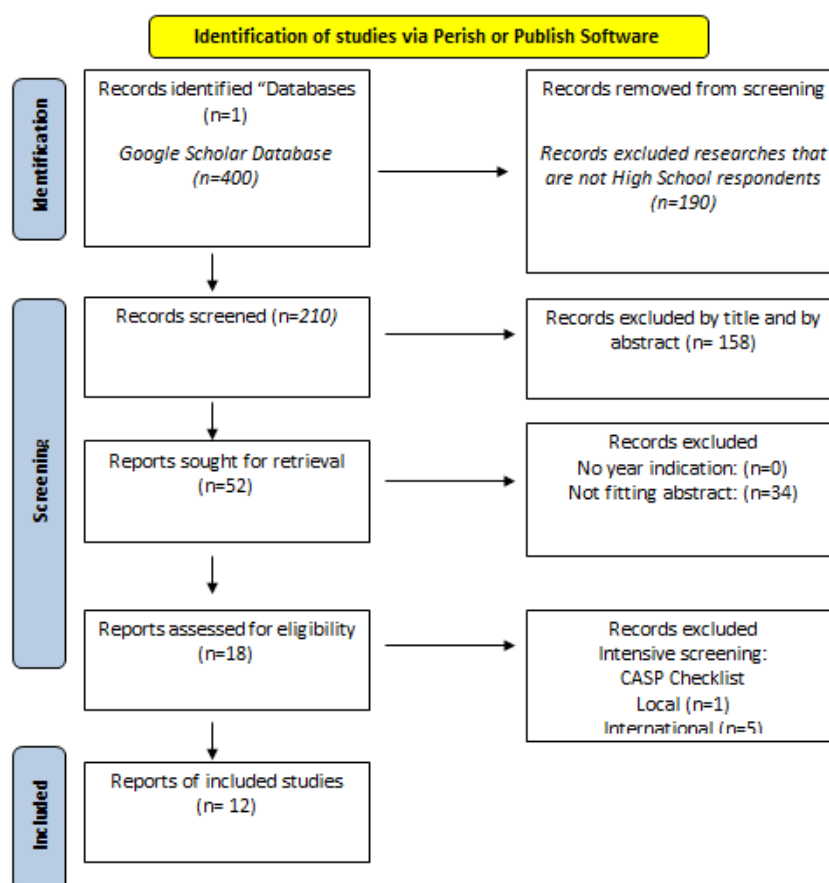 Identification of studies via Perish or Publish Software
Identification
Records identified “Databases
(n=1)
Google Scholar Database
(n=400)
Records removed from screening
Records excluded researches that
are not High School respondents
(n=190)
Screening
Records screened (n=210)
Records excluded by title and by
abstract (n= 158)
Reports sought for retrieval
(n=52)
Records excluded
No year indication: (n=0)
Not fitting abstract: (n=34)
Reports assessed for eligibility
(n=18)
Records excluded
Intensive screening:
CASP Checklist
Local (n=1)
International (n=5)
Included
Reports of included studies
(n= 12)